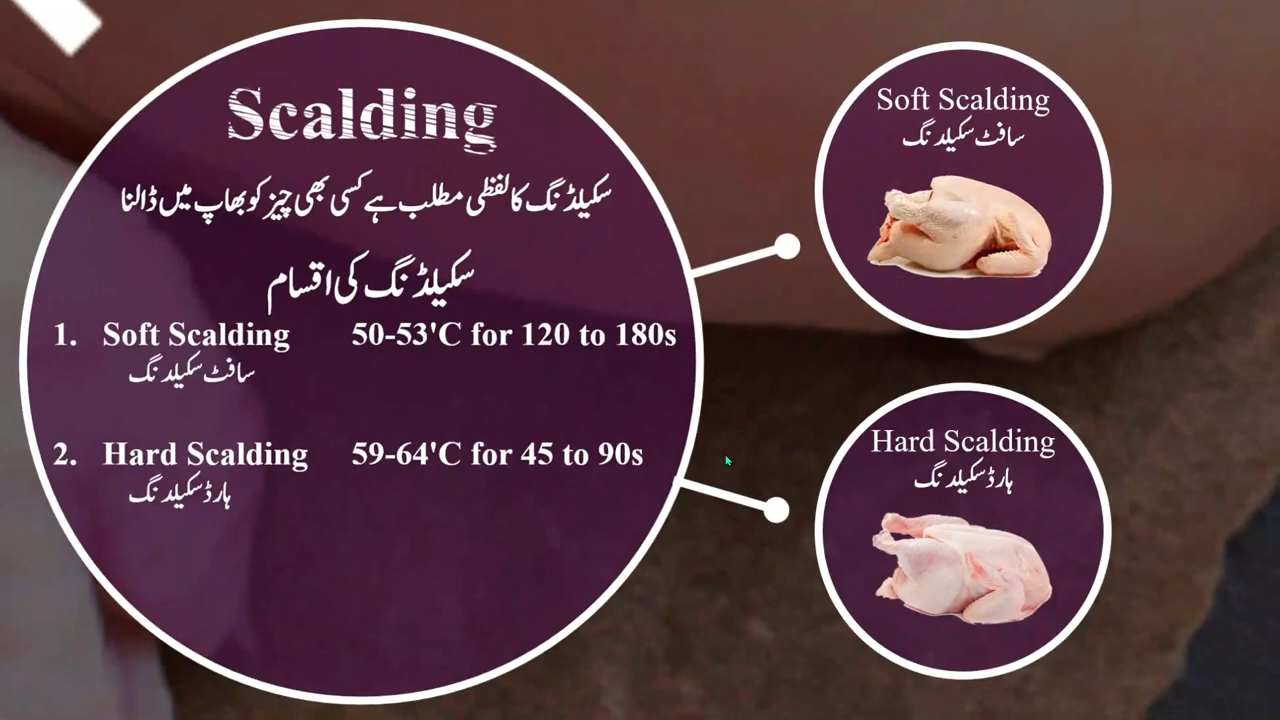 Scalding
سکیلڈنگ کا لفظی مطلب ہے کسی بھی چیز کو بھاپ میں ڈالنا
سکیلڈنگ کی اقسام
1. Soft Scalding 50-53'C for 120 to 180s
سافٹ سکیلڈنگ
2. Hard Scalding 59-64'C for 45 to 90s
ہارڈ سکیلڈنگ
Soft Scalding
سافٹ سکیلڈنگ
Hard Scalding
ہارڈ سکیلڈنگ